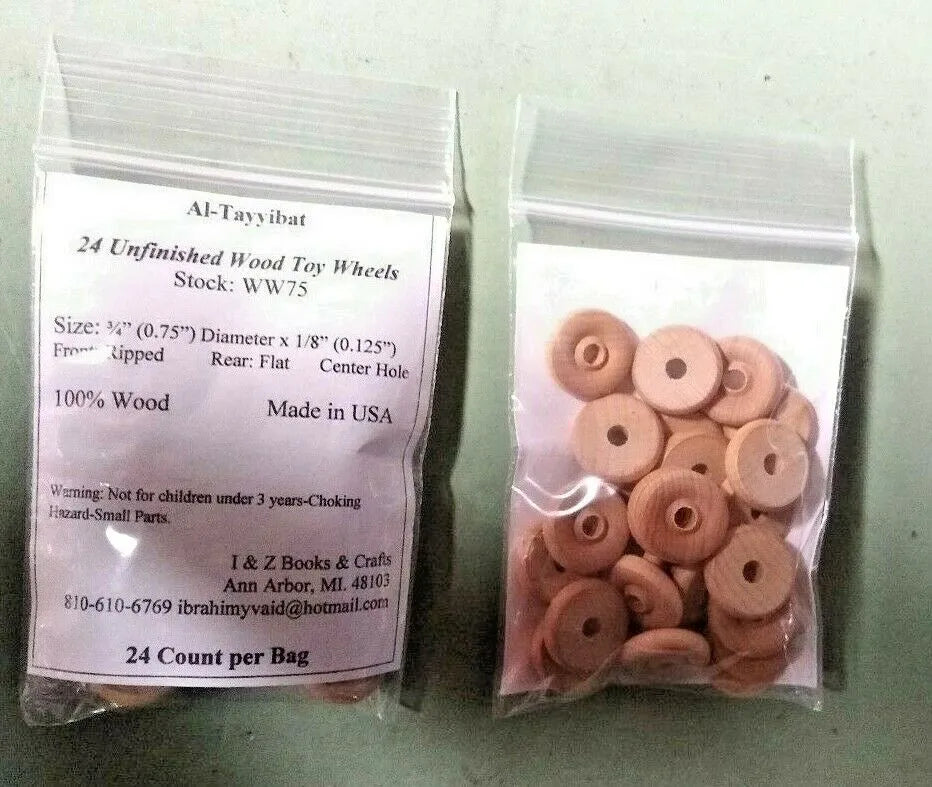 Al-Tayyibat
24 Unfinished Wood Toy Wheels
Stock: WW75
Size: ¾” (0.75”) Diameter x 1/8” (0.125”)
Front Ripped Rear: Flat Center Hole
100% Wood Made in USA
Warning: Not for children under 3 years-Choking
Hazard-Small Parts.
I & Z Books & Crafts
Ann Arbor, MI. 48103
810-610-6769 ibrahimyvaid@hotmail.com
24 Count per Bag